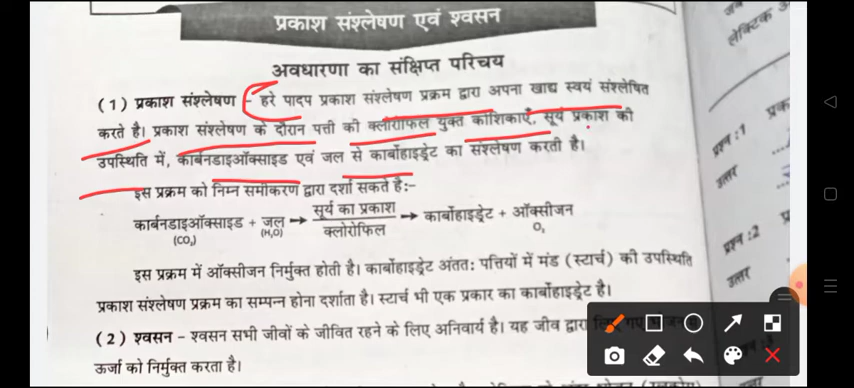 प्रकाश संश्लेषण एवं श्वसन
अवधारणा का संक्षिप्त परिचय
(1) प्रकाश संश्लेषण - हरे पादप प्रकाश संश्लेषण प्रक्रम द्वारा अपना खाद्य स्वयं संश्लेषित
करते है। प्रकाश संश्लेषण के दौरान पत्ती की क्लोरोफिल युक्त कोशिकाएँ, सूर्य प्रकाश की
उपस्थिति में, कार्बनडाइऑक्साइड एवं जल से कार्बोहाइड्रेट का संश्लेषण करती है।
इस प्रक्रम को निम्न समीकरण द्वारा दर्शा सकते है:-
कार्बनडाइऑक्साइड + जल → सूर्य का प्रकाश → कार्बोहाइड्रेट + ऑक्सीजन
(CO₂) (H₂O) क्लोरोफिल O₂
इस प्रक्रम में ऑक्सीजन निर्मुक्त होती है। कार्बोहाइड्रेट अंततः पत्तियों में मंड (स्टार्च) की उपस्थिति
प्रकाश संश्लेषण प्रक्रम का सम्पन्न होना दर्शाता है। स्टार्च भी एक प्रकार का कार्बोहाइड्रेट है।
(2) श्वसन - श्वसन सभी जीवों के जीवित रहने के लिए अनिवार्य है। यह जीव द्वारा
ऊर्जा को निर्मुक्त करता है।
लेक्टिक
प्रश्न :1
उत्तर
प्रश्न :2
उत्तर